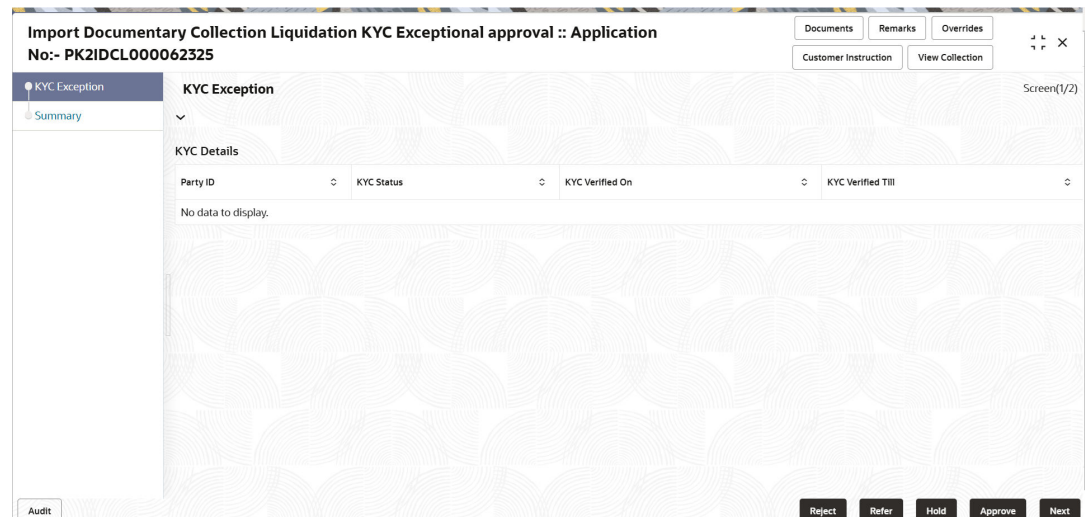 Import Documentary Collection Liquidation KYC Exceptional approval :: Application
No:- PK2IDCL000062325
Documents
Remarks
Overrides
Customer Instruction
View Collection
KYC Exception
Summary
KYC Exception
Screen(1/2)
KYC Details
Party ID
KYC Status
KYC Verified On
KYC Verified Till
No data to display.
Audit
Reject
Refer
Hold
Approve
Next